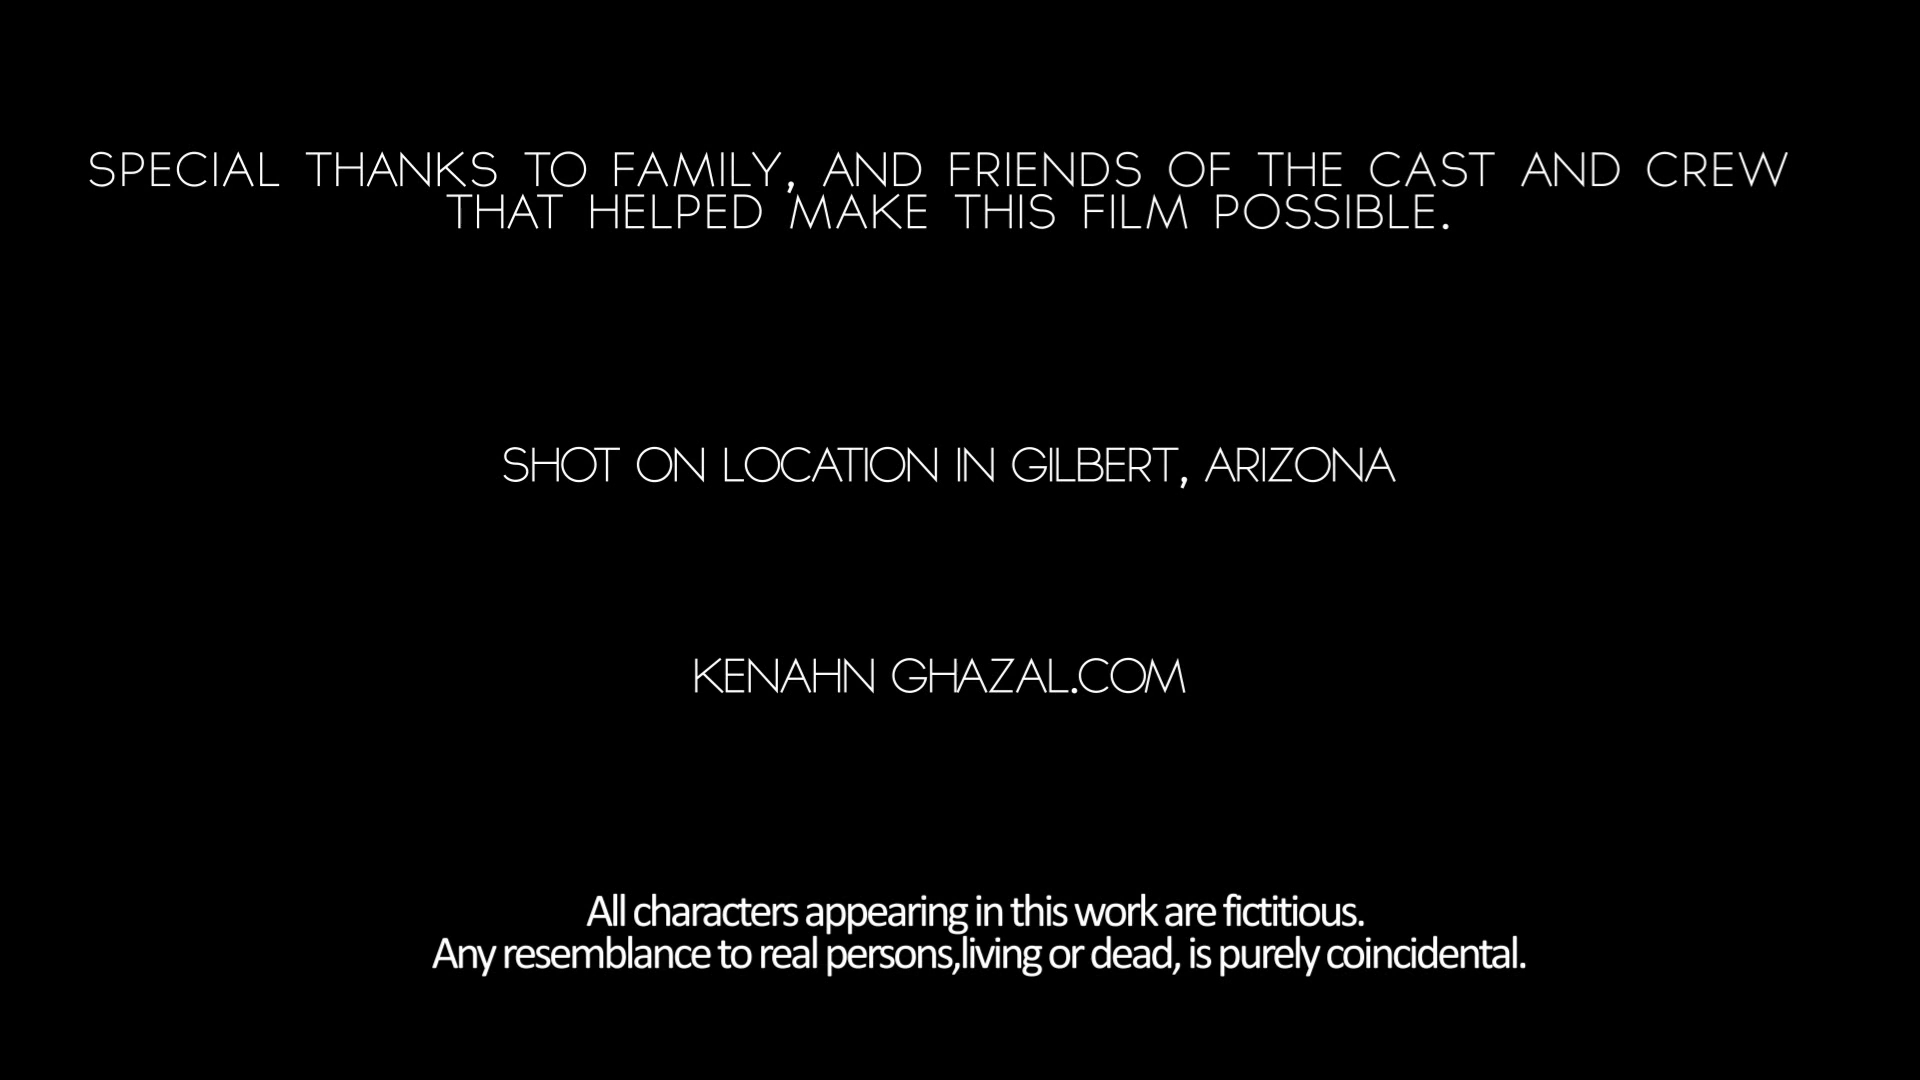 SPECIAL THANKS TO FAMILY, AND FRIENDS OF THE CAST AND CREW
THAT HELPED MAKE THIS FILM POSSIBLE.
SHOT ON LOCATION IN GILBERT, ARIZONA
KENAHN GHAZAL.COM
All characters appearing in this work are fictitious.
Any resemblance to real persons,living or dead, is purely coincidental.